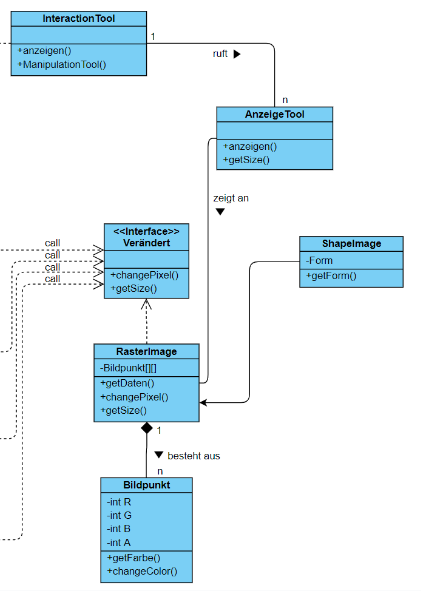 InteractionTool
+anzeigen()
+ManipulationTool()
1
ruft
n
AnzeigeTool
+anzeigen()
+getSize()
zeigt an
<<Interface>>
Verändert
+changePixel()
+getSize()
call
call
call
call
ShapeImage
-Form
+getForm()
RasterImage
-Bildpunkt[][]
+getDaten()
+changePixel()
+getSize()
1
besteht aus
n
Bildpunkt
-int R
-int G
-int B
-int A
+getFarbe()
+changeColor()